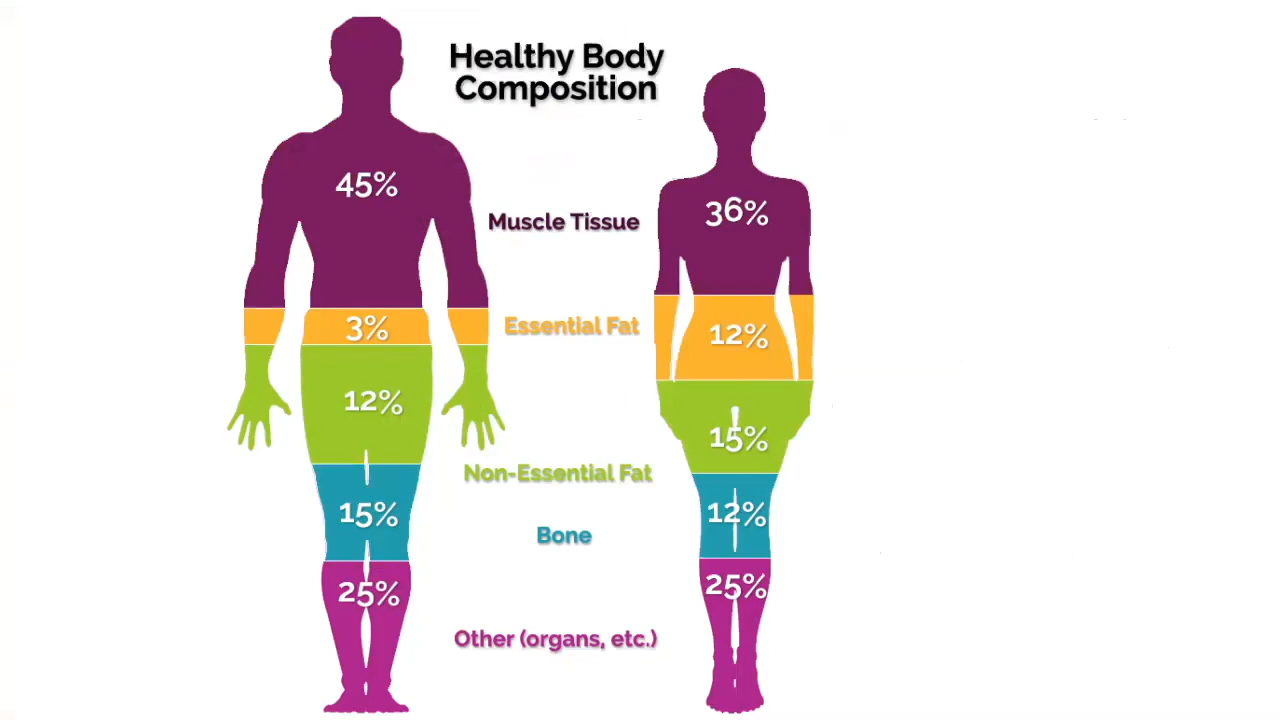 Healthy Body
Composition
45%
Muscle Tissue
36%
3%
Essential Fat
12%
12%
Non-Essential Fat
15%
15%
Bone
12%
25%
Other (organs, etc.)
25%